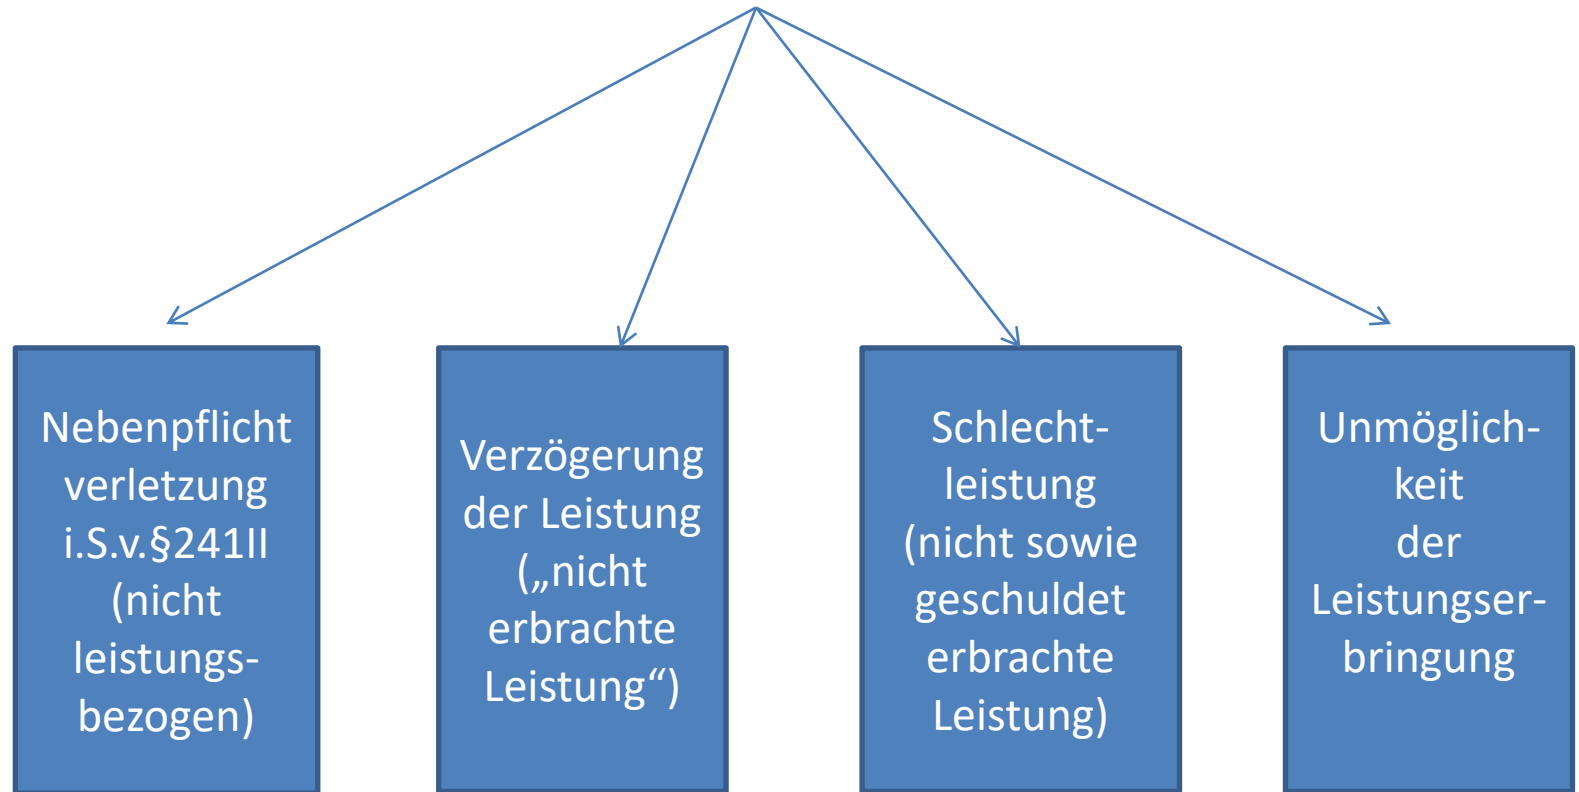 Nebenpflicht
verletzung
i.S.v.§241II
(nicht
leistungs-
bezogen)
Verzögerung
der Leistung
(„nicht
erbrachte
Leistung“)
Schlecht-
leistung
(nicht sowie
geschuldet
erbrachte
Leistung)
Unmöglich-
keit
der
Leistungser-
bringung